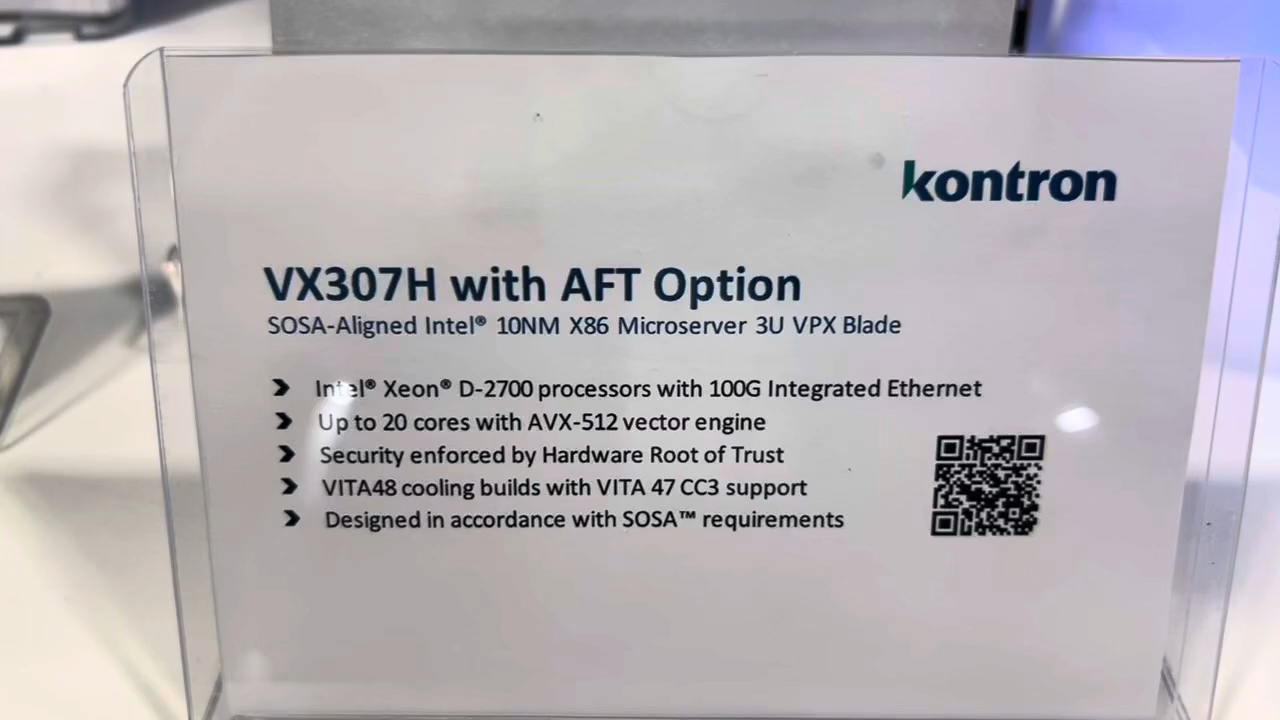 kontron
VX307H with AFT Option
SOSA-Aligned Intel® 10NM X86 Microserver 3U VPX Blade
Intel® Xeon® D-2700 processors with 100G Integrated Ethernet
Up to 20 cores with AVX-512 vector engine
Security enforced by Hardware Root of Trust
VITA48 cooling builds with VITA 47 CC3 support
Designed in accordance with SOSA™ requirements